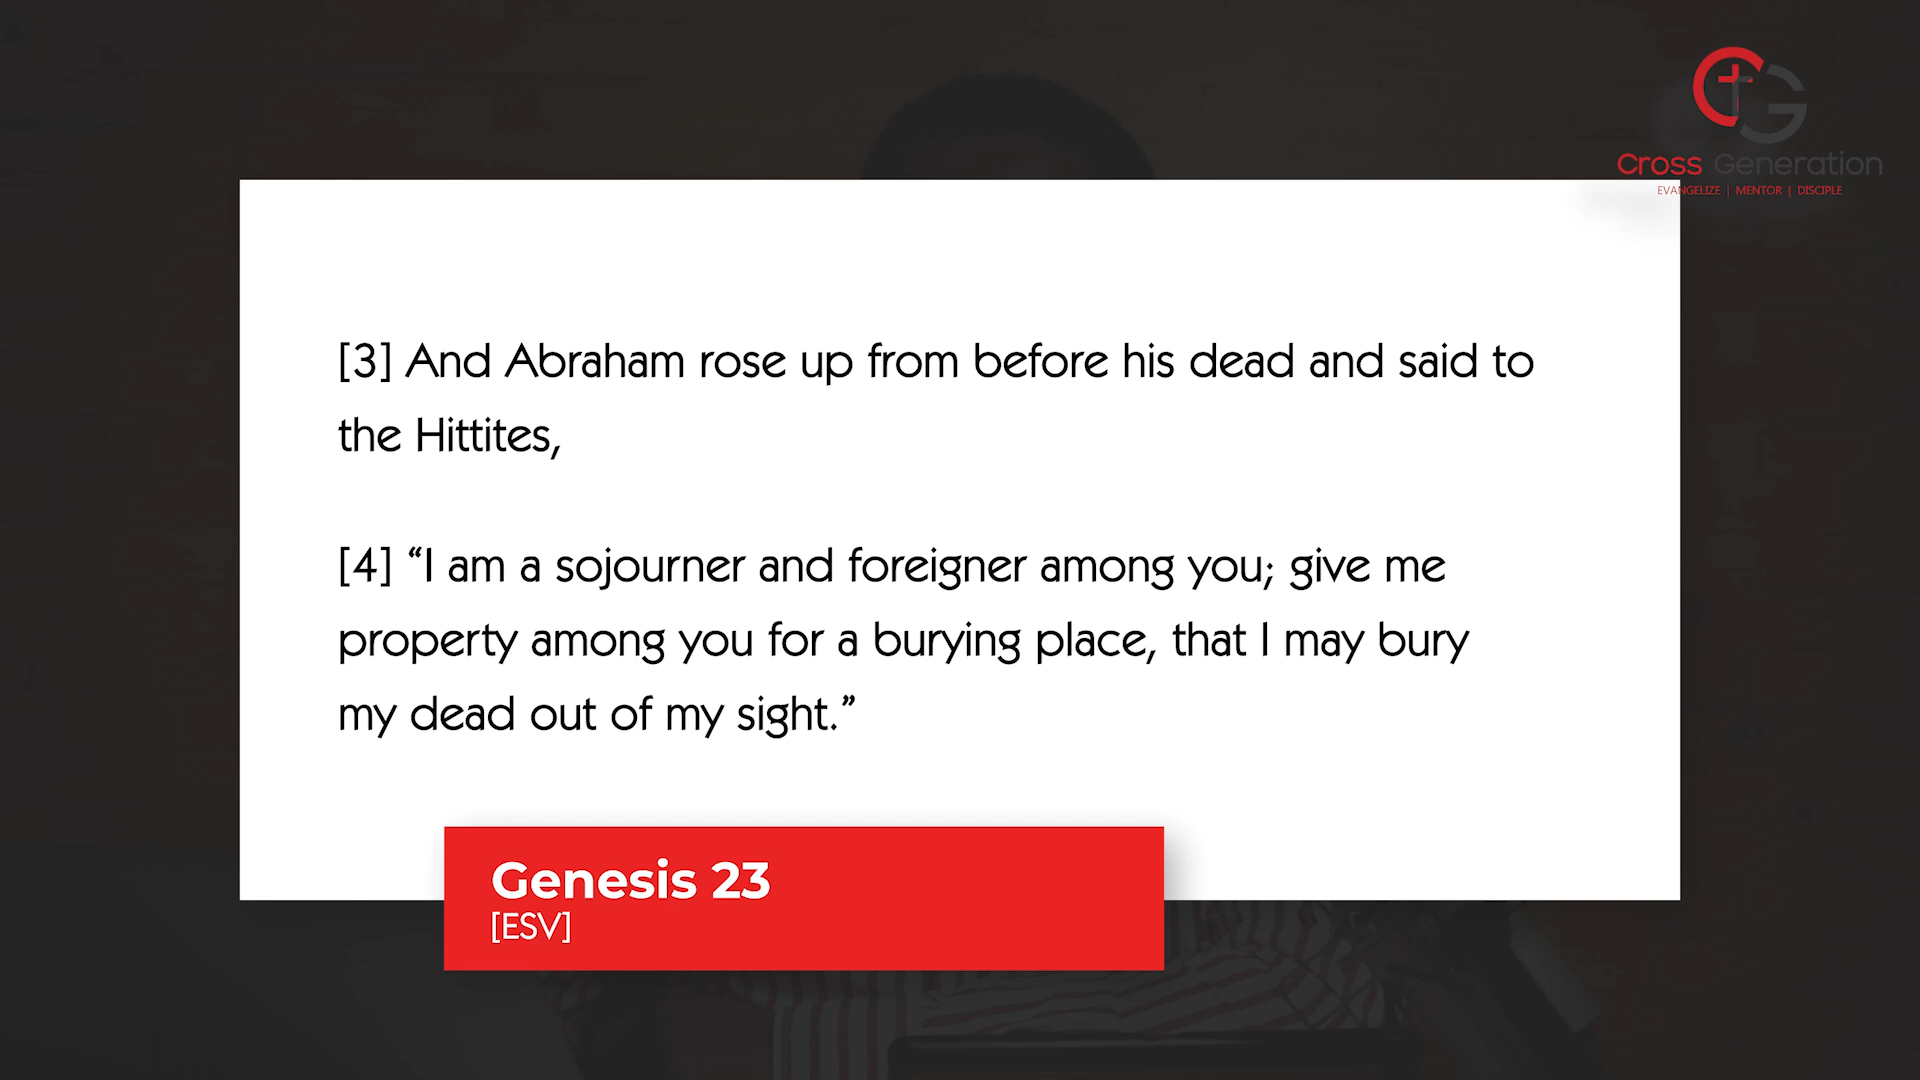 Cross Generation
EVANGELIZE | MENTOR | DISCIPLE
[3] And Abraham rose up from before his dead and said to
the Hittites,
[4] “I am a sojourner and foreigner among you; give me
property among you for a burying place, that I may bury
my dead out of my sight.”
Genesis 23
[ESV]